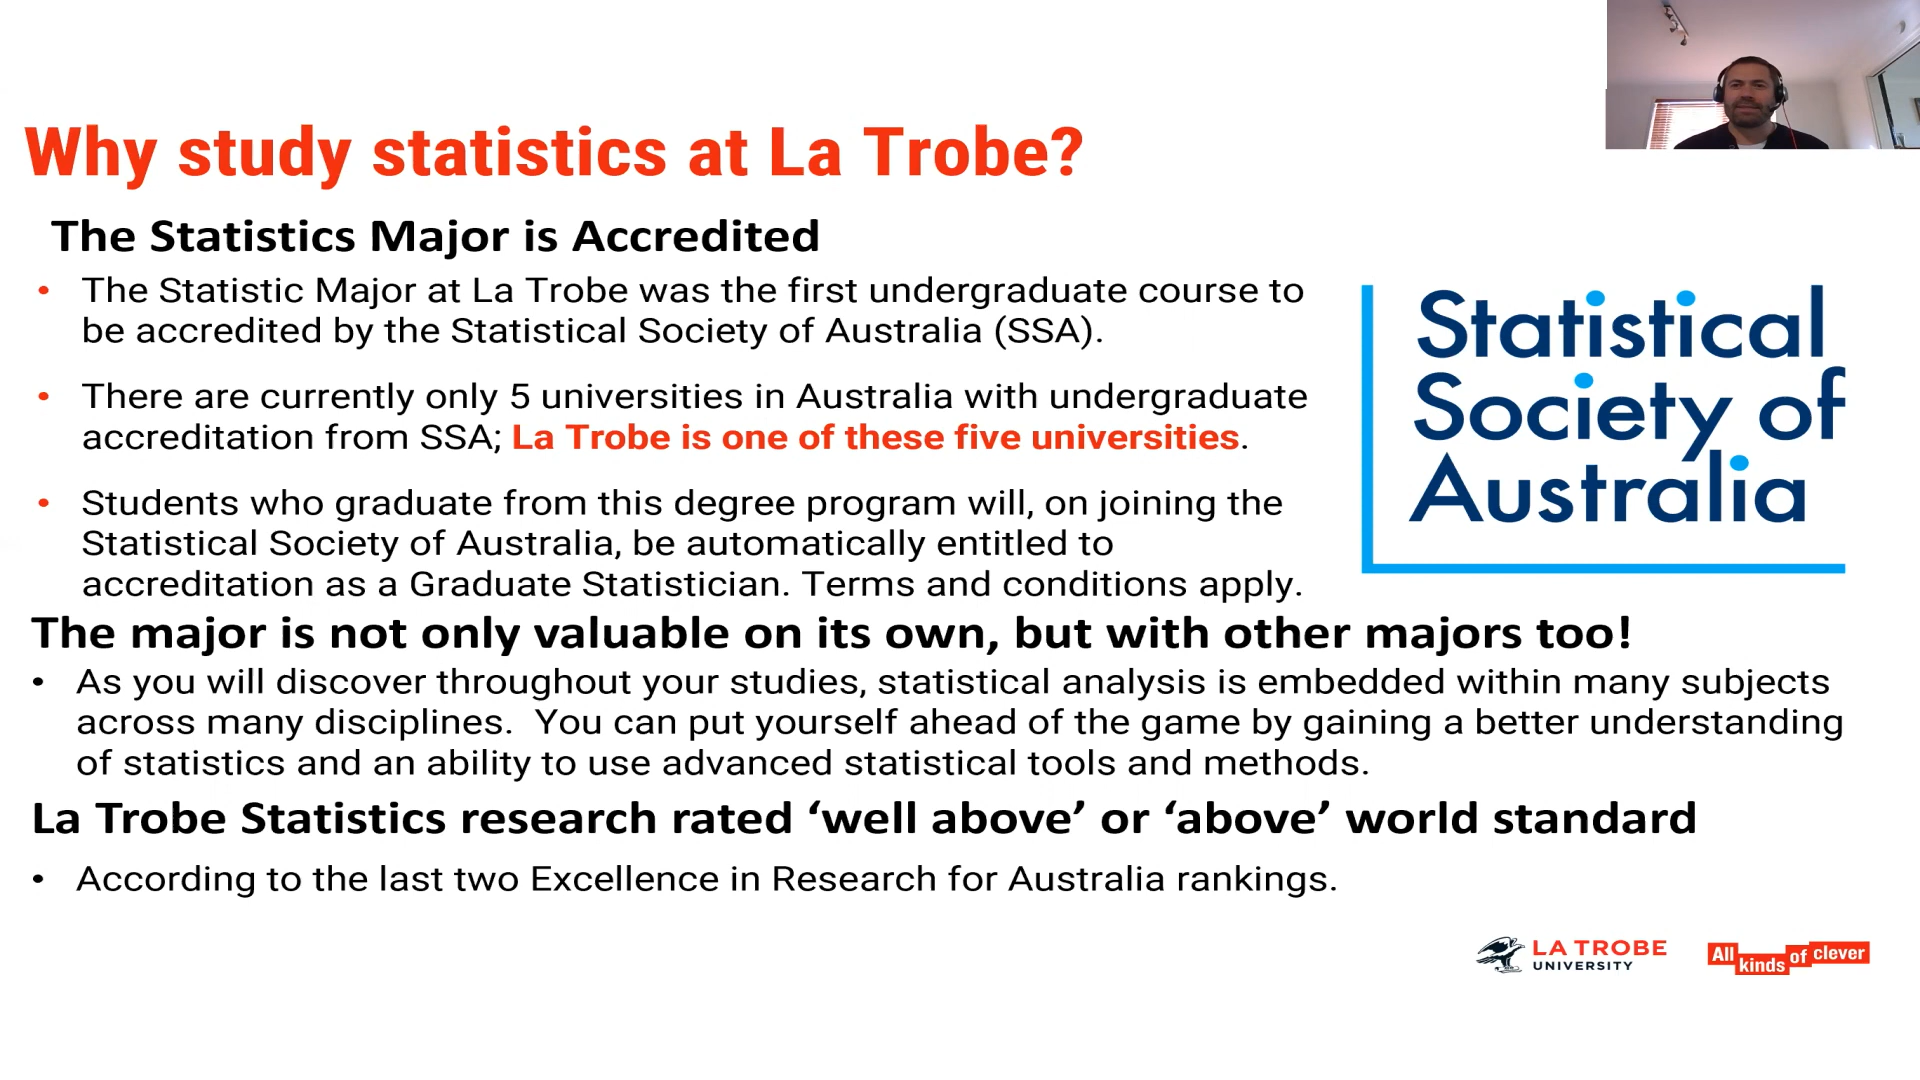 Why study statistics at La Trobe?
The Statistics Major is Accredited
• The Statistic Major at La Trobe was the first undergraduate course to
be accredited by the Statistical Society of Australia (SSA).
• There are currently only 5 universities in Australia with undergraduate
accreditation from SSA; La Trobe is one of these five universities.
• Students who graduate from this degree program will, on joining the
Statistical Society of Australia, be automatically entitled to
accreditation as a Graduate Statistician. Terms and conditions apply.
Statistical
Society of
Australia
The major is not only valuable on its own, but with other majors too!
• As you will discover throughout your studies, statistical analysis is embedded within many subjects
across many disciplines.  You can put yourself ahead of the game by gaining a better understanding
of statistics and an ability to use advanced statistical tools and methods.
La Trobe Statistics research rated ‘well above’ or ‘above’ world standard
• According to the last two Excellence in Research for Australia rankings.
LA TROBE
UNIVERSITY
All kinds of clever